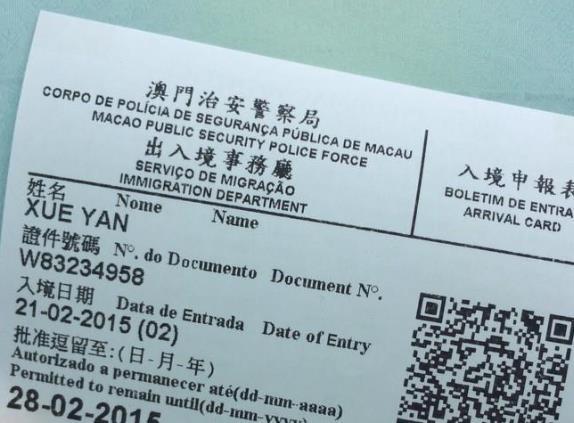 澳門治安警察局
CORPO DE POLÍCIA DE SEGURANÇA PÚBLICA DE MACAU
MACAO PUBLIC SECURITY POLICE FORCE
出入境事務廳
SERVIÇO DE MIGRAÇÃO
IMMIGRATION DEPARTMENT
入境申報表
BOLETIM DE ENTRA
ARRIVAL CARD
姓名 Nome Name
XUE YAN
證件號碼 Nº. do Documento Document Nº.
W83234958
入境日期 Data de Entrada Date of Entry
21-02-2015 (02)
批准逗留至:(日-月-年)
Autorizado a permanecer até(dd-mm-aaaa)
Permitted to remain until(dd-mm-yyyy)
28-02-2015